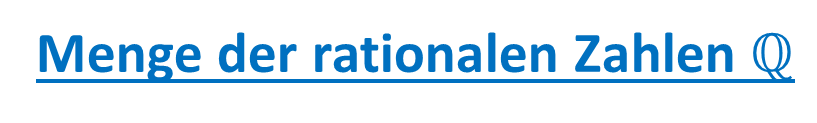 Menge der rationalen Zahlen ℚ